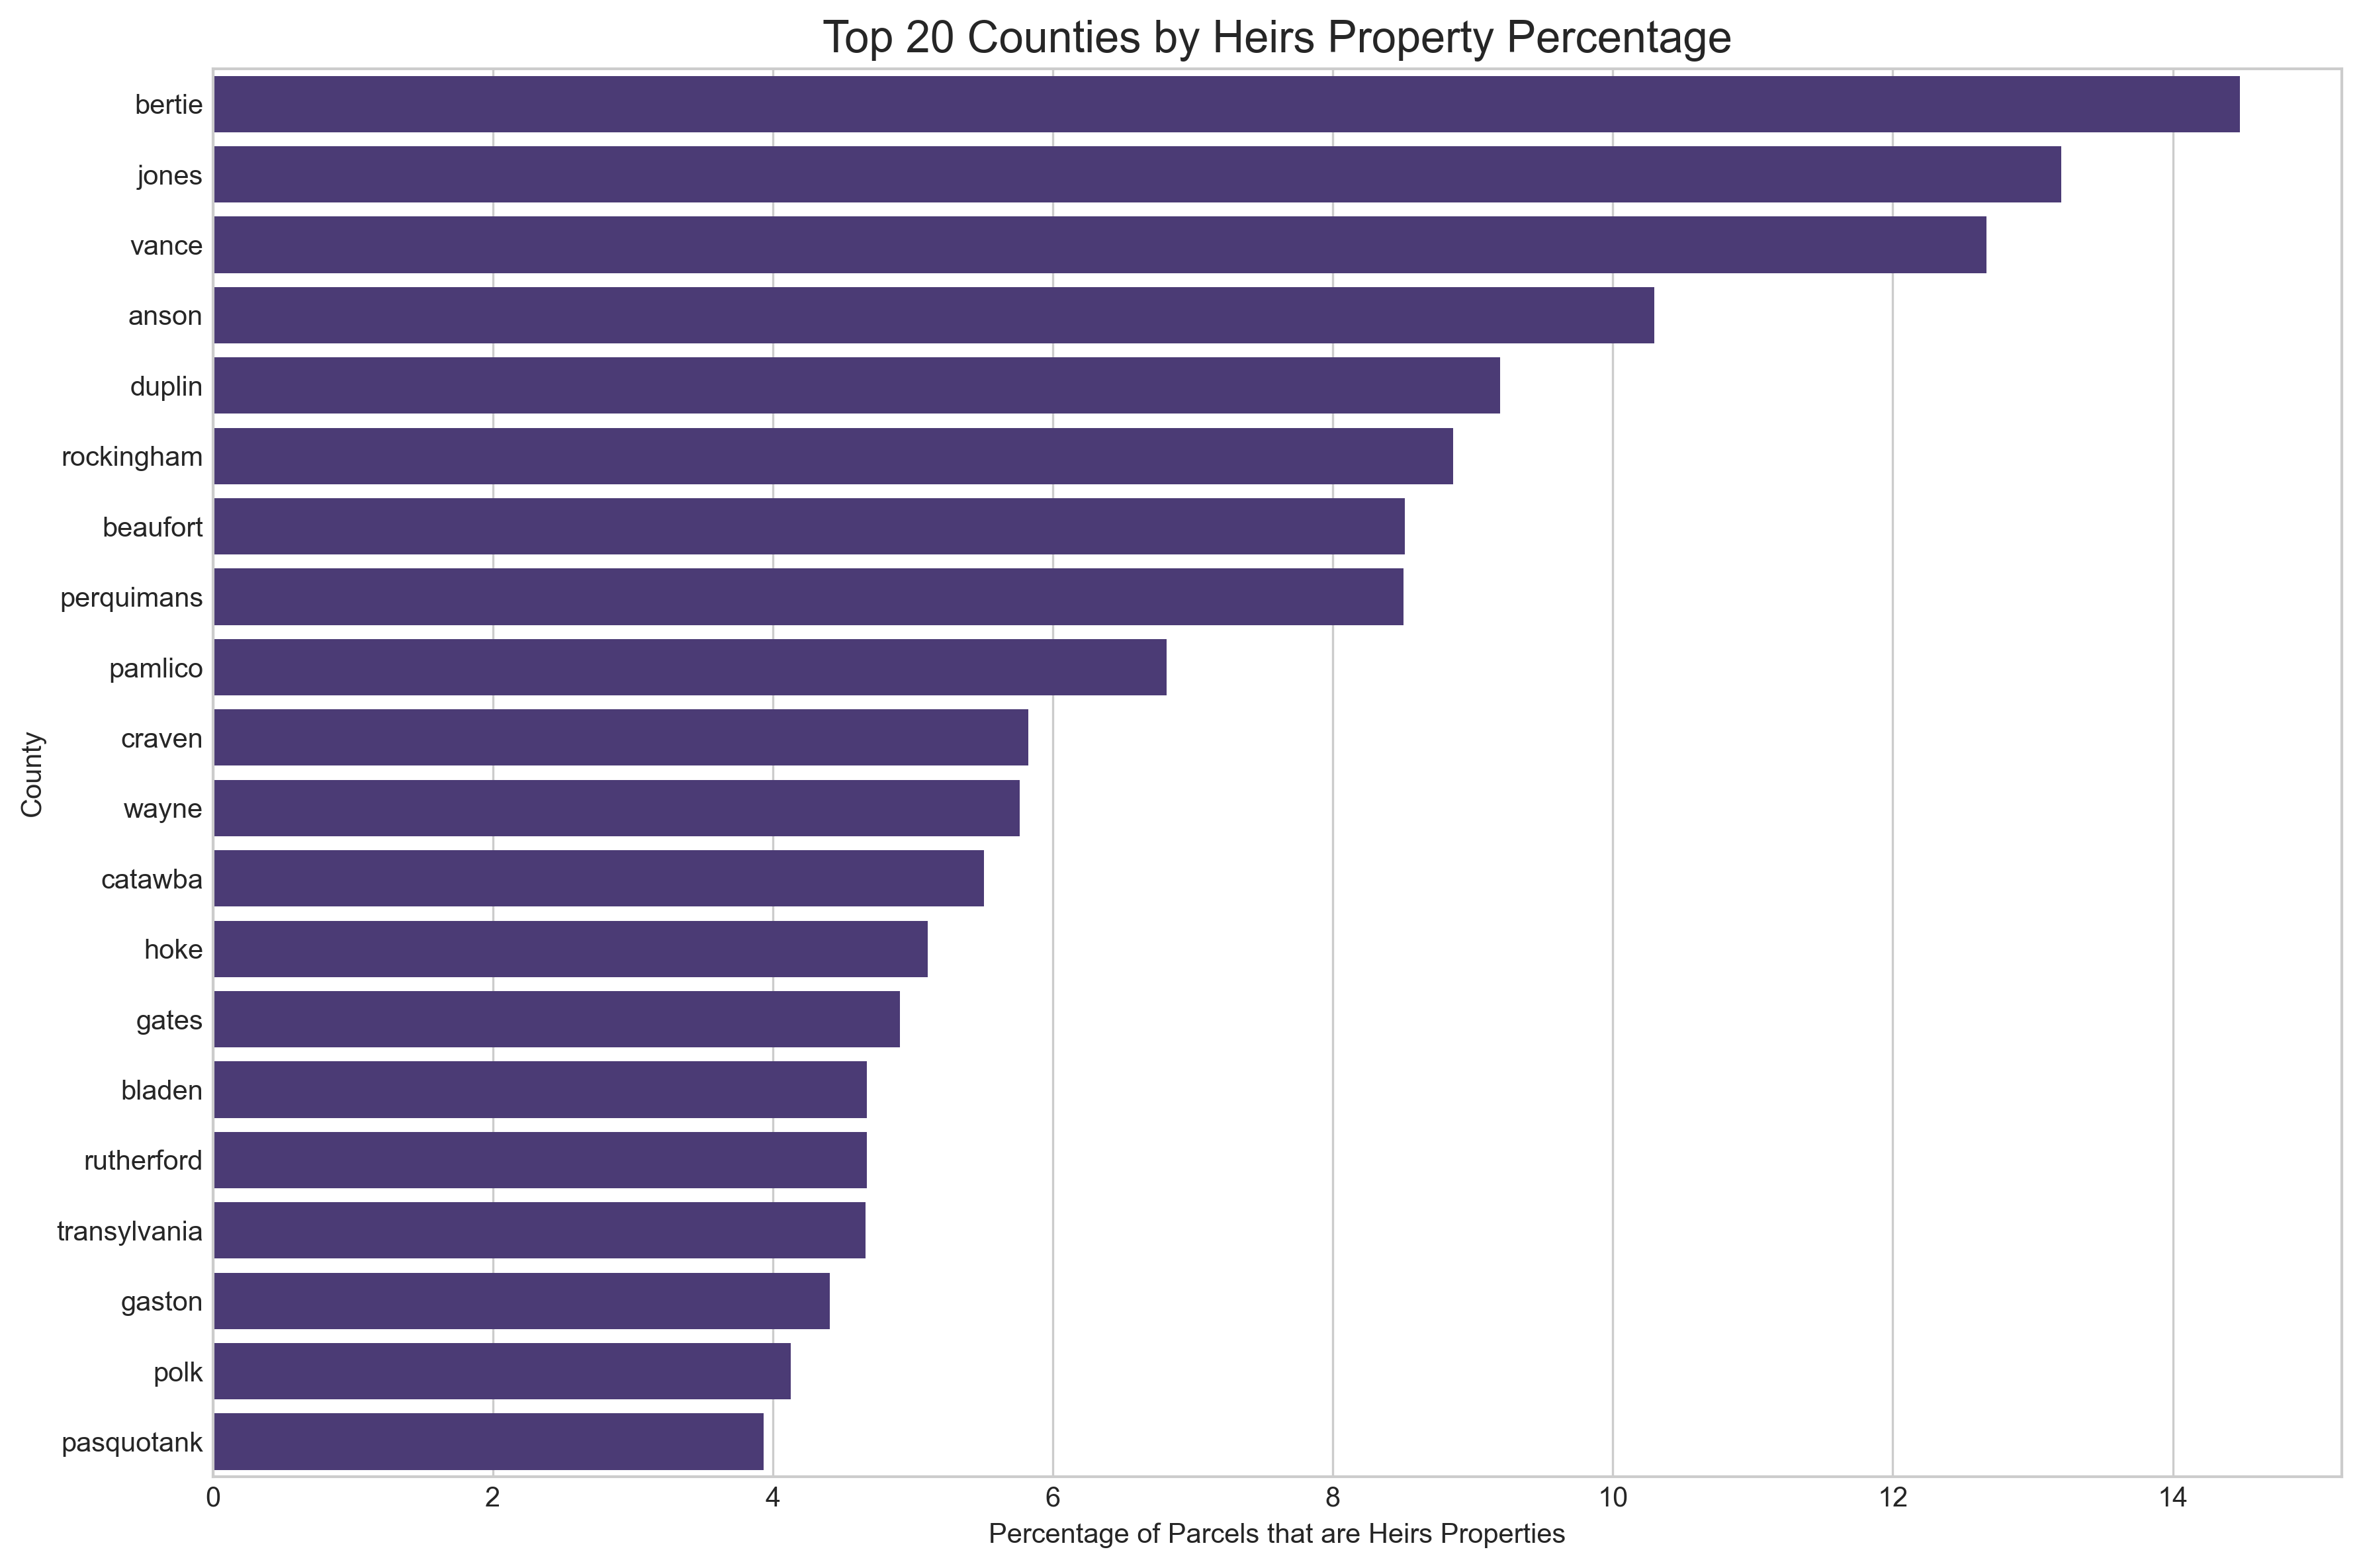 Top 20 Counties by Heirs Property Percentage
bertie
jones
vance
anson
duplin
rockingham
beaufort
perquimans
pamlico
craven
wayne
catawba
hoke
gates
bladen
rutherford
transylvania
gaston
polk
pasquotank
County
0 2 4 6 8 10 12 14
Percentage of Parcels that are Heirs Properties